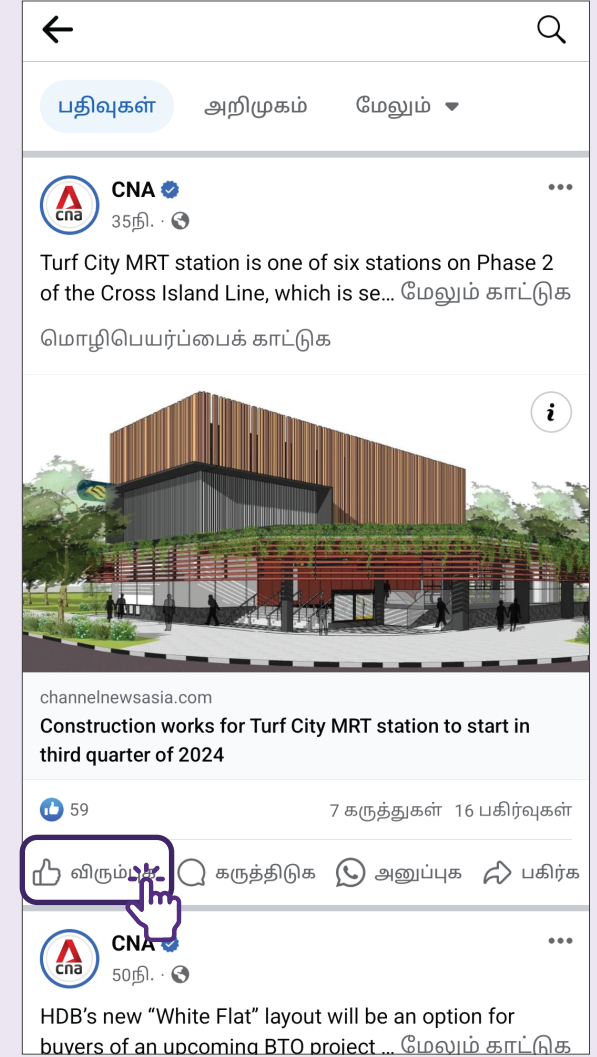 பதிவுகள் அறிமுகம் மேலும்
CNA
cna
35நி.
Turf City MRT station is one of six stations on Phase 2
of the Cross Island Line, which is se... மேலும் காட்டுக
மொழிபெயர்ப்பைக் காட்டுக
i
channelnewsasia.com
Construction works for Turf City MRT station to start in
third quarter of 2024
59 7 கருத்துகள் 16 பகிர்வுகள்
விரும்புக கருத்திடுக அனுப்புக பகிர்க
CNA
cna
50நி.
HDB's new “White Flat” layout will be an option for
buyers of an upcoming BTO project ... மேலும் காட்டுக